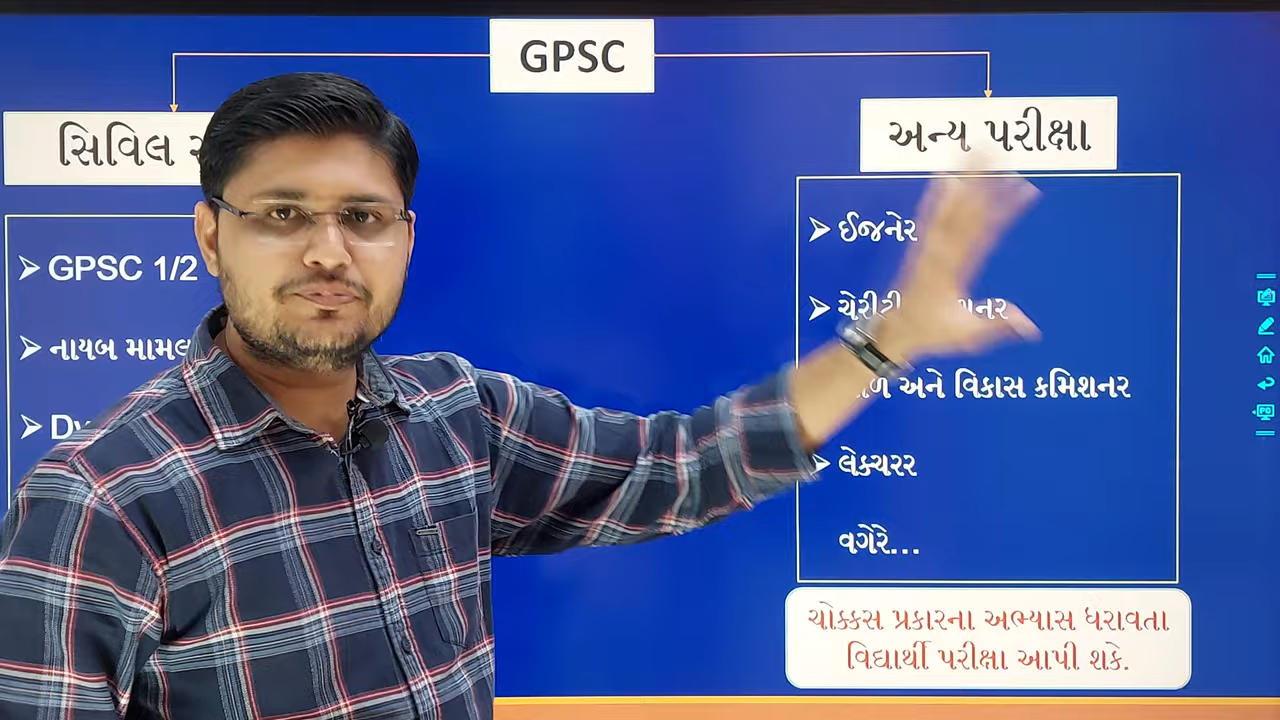 GPSC
સિવિલ
➤ GPSC 1/2
➤ નાયબ
અન્ય પરીક્ષા
➤ ઈજનેર
અને વિકાસ કમિશનર
➤ લેક્ચરર
વગેરે...
ચોક્કસ પ્રકારના અભ્યાસ ધરાવતા
વિદ્યાર્થી પરીક્ષા આપી શકે.